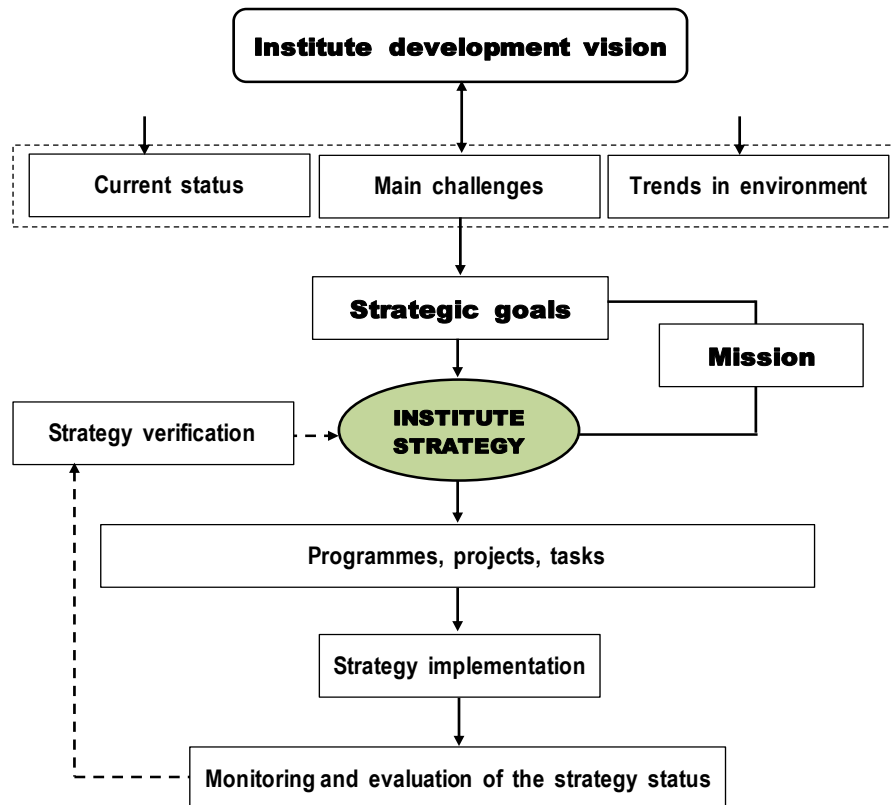 Institute development vision
Current status
Main challenges
Trends in environment
Strategic goals
Mission
INSTITUTE
STRATEGY
Strategy verification
Programmes, projects, tasks
Strategy implementation
Monitoring and evaluation of the strategy status